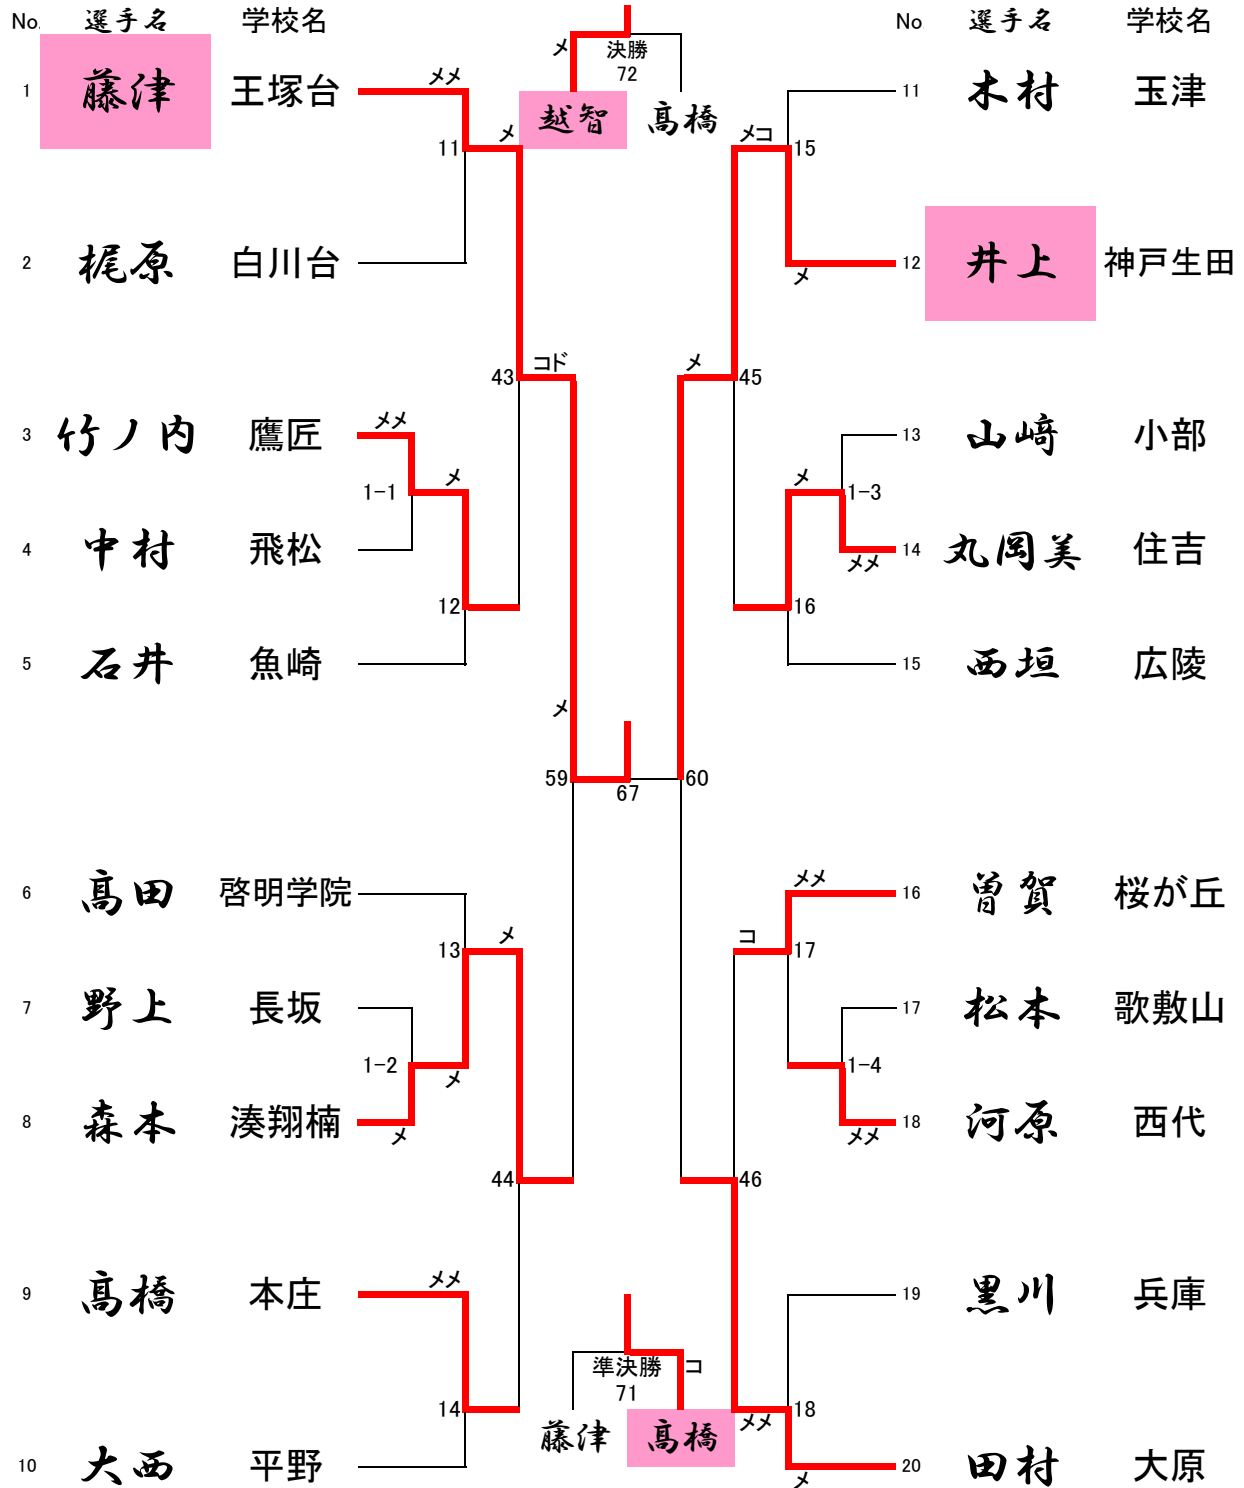 No. 選手名 学校名
1 藤津 王塚台
2 梶原 白川台
3 竹ノ内 鷹匠
4 中村 飛松
5 石井 魚崎
6 髙田 啓明学院
7 野上 長坂
8 森本 湊翔楠
9 髙橋 本庄
10 大西 平野
メメ
11
メ
43
コド
メメ
1-1
メ
12
メ
59
67
13
メ
1-2
メ
メ
44
メメ
14
メ
決勝
72
越智 髙橋
準決勝
71
コ
藤津 髙橋
メコ
15
メ
メ
45
メ
1-3
メメ
16
60
メメ
コ
17
1-4
メメ
46
メメ
18
メ
No 選手名 学校名
11 木村 玉津
12 井上 神戸生田
13 山﨑 小部
14 丸岡美 住吉
15 西垣 広陵
16 曽賀 桜が丘
17 松本 歌敷山
18 河原 西代
19 黒川 兵庫
20 田村 大原